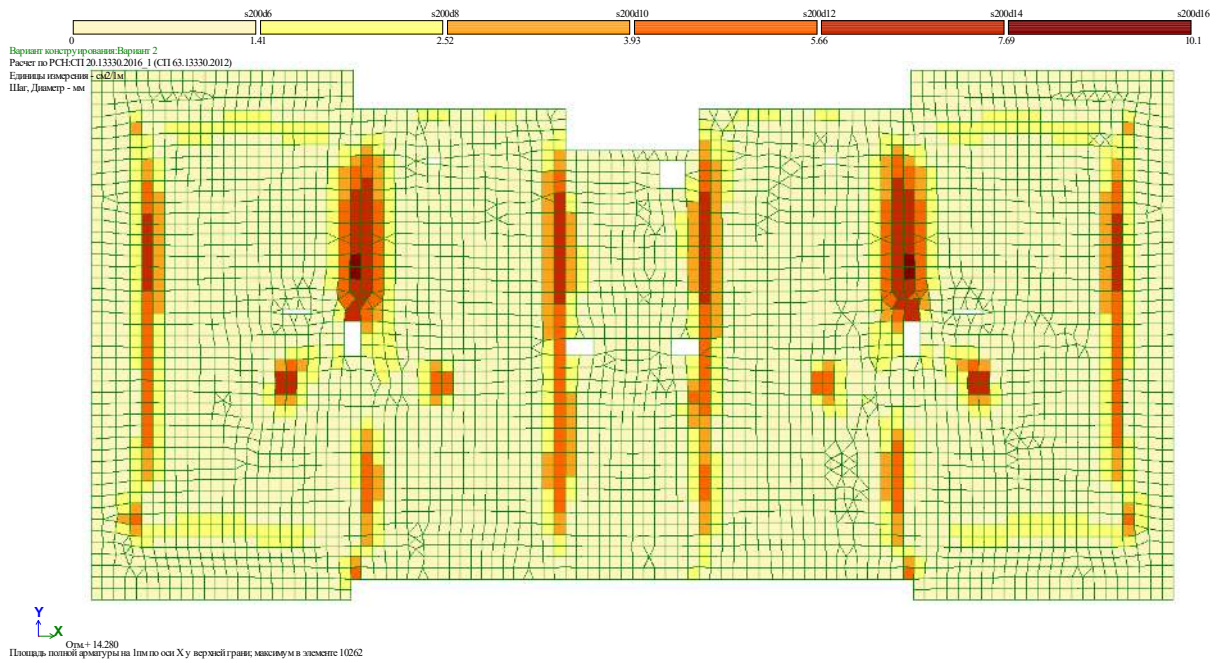 s200d6 s200d8 s200d10 s200d12 s200d14 s200d16
0 1.41 2.52 3.93 5.66 7.69 10.1
Вариант конструирования:Вариант 2
Расчет по РСН:СП 20.13330.2016_1 (СП 63.13330.2012)
Единицы измерения - см2/1м
Шаг, Диаметр - мм
Y
X
Отм.+ 14.280
Площадь полной арматуры на 1пм по оси X у верхней грани; максимум в элементе 10262